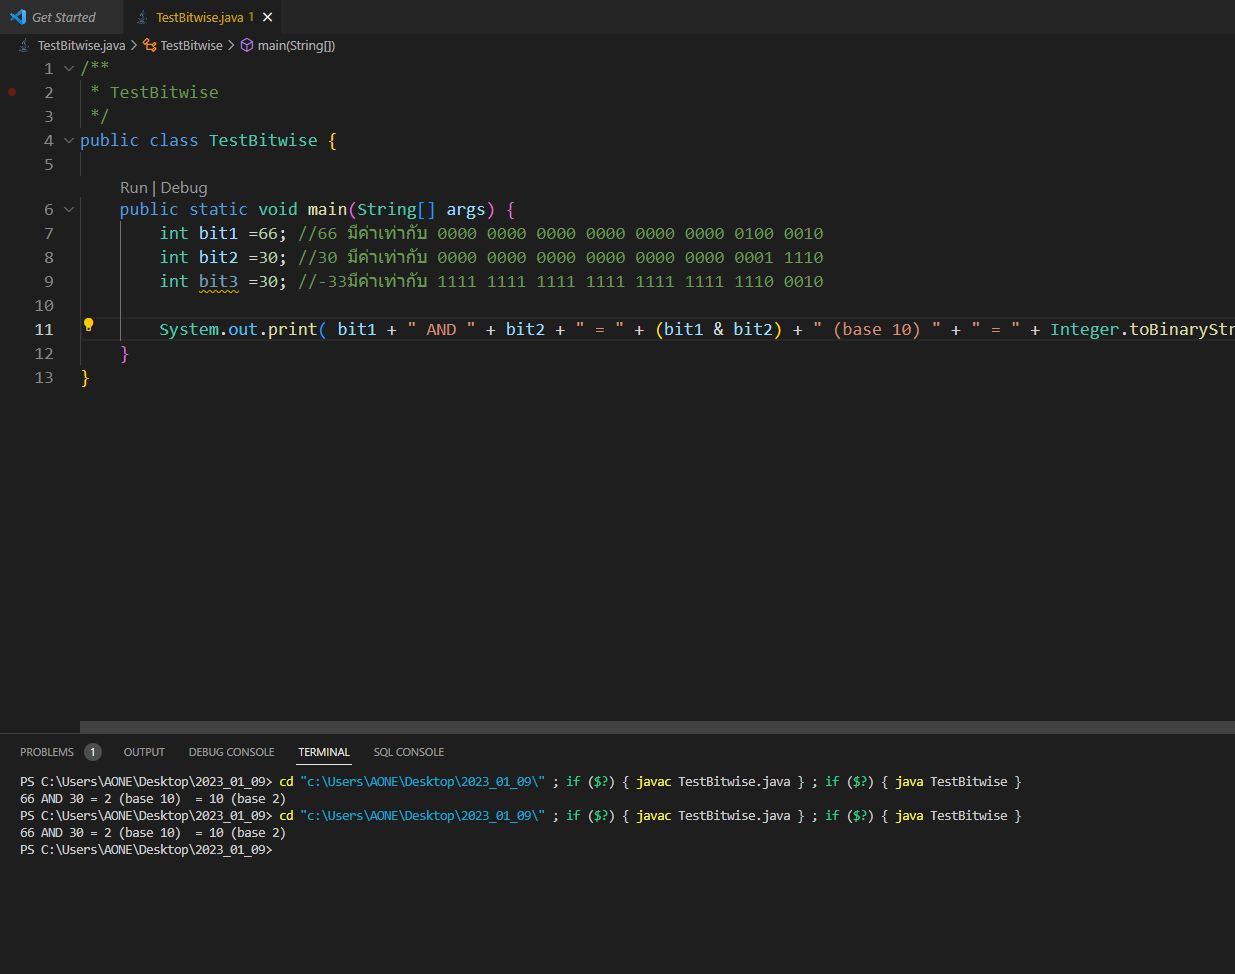 Get Started TestBitwise.java 1
TestBitwise.java > TestBitwise > main(String[])
1 /**
2 * TestBitwise
3 */
4 public class TestBitwise {
5
Run | Debug
6 public static void main(String[] args) {
7 int bit1 =66; //66 มีค่าเท่ากับ 0000 0000 0000 0000 0000 0000 0100 0010
8 int bit2 =30; //30 มีค่าเท่ากับ 0000 0000 0000 0000 0000 0000 0001 1110
9 int bit3 =30; //-33มีค่าเท่ากับ 1111 1111 1111 1111 1111 1111 1110 0010
10
11 System.out.print( bit1 + " AND " + bit2 + " = " + (bit1 & bit2) + " (base 10) " + " = " + Integer.toBinaryStr
12 }
13 }
PROBLEMS 1 OUTPUT DEBUG CONSOLE TERMINAL SQL CONSOLE
PS C:\Users\AONE\Desktop\2023_01_09> cd "c:\Users\AONE\Desktop\2023_01_09\" ; if ($?) { javac TestBitwise.java } ; if ($?) { java TestBitwise }
66 AND 30 = 2 (base 10)  = 10 (base 2)
PS C:\Users\AONE\Desktop\2023_01_09> cd "c:\Users\AONE\Desktop\2023_01_09\" ; if ($?) { javac TestBitwise.java } ; if ($?) { java TestBitwise }
66 AND 30 = 2 (base 10)  = 10 (base 2)
PS C:\Users\AONE\Desktop\2023_01_09>